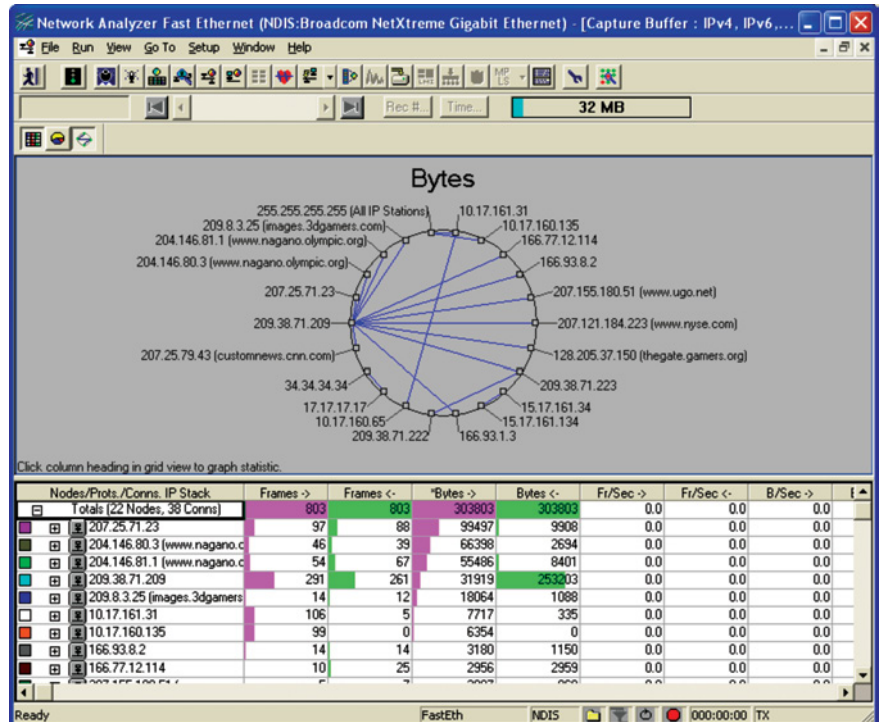 Network Analyzer Fast Ethernet (NDIS:Broadcom NetXtreme Gigabit Ethernet) - [Capture Buffer : IPv4, IPv6,...
File Run View Go To Setup Window Help
MP LS
Rec #... Time... 32 MB
Bytes
255.255.255.255 (All IP Stations) 10.17.161.31
209.8.3.25 (images.3dgamers.com) 10.17.160.135
204.146.81.1 (www.nagano.olympic.org) 166.77.12.114
204.146.80.3 (www.nagano.olympic.org) 166.93.8.2
207.25.71.23 207.155.180.51 (www.ugo.net)
209.38.71.209 207.121.184.223 (www.nyse.com)
207.25.79.43 (customnews.cnn.com) 128.205.37.150 (thegate.gamers.org)
34.34.34.34 209.38.71.223
17.17.17.17 15.17.161.34
10.17.160.65 15.17.161.134
209.38.71.222 166.93.1.3
Click column heading in grid view to graph statistic.
Nodes/Prots./Conns. IP Stack Frames -> Frames <- *Bytes -> Bytes <- Fr/Sec -> Fr/Sec <- B/Sec ->
Totals (22 Nodes, 38 Conns) 803 803 303803 303803 0.0 0.0 0.0
207.25.71.23 97 88 99497 9908 0.0 0.0 0.0
204.146.80.3 (www.nagano.c 46 39 66398 2694 0.0 0.0 0.0
204.146.81.1 (www.nagano.c 54 67 55486 8401 0.0 0.0 0.0
209.38.71.209 291 261 31919 253203 0.0 0.0 0.0
209.8.3.25 (images.3dgamers 14 12 18064 1088 0.0 0.0 0.0
10.17.161.31 106 5 7717 335 0.0 0.0 0.0
10.17.160.135 99 0 6354 0 0.0 0.0 0.0
166.93.8.2 14 14 3180 1150 0.0 0.0 0.0
166.77.12.114 10 25 2956 2959 0.0 0.0 0.0
Ready FastEth NDIS 000:00:00 TX